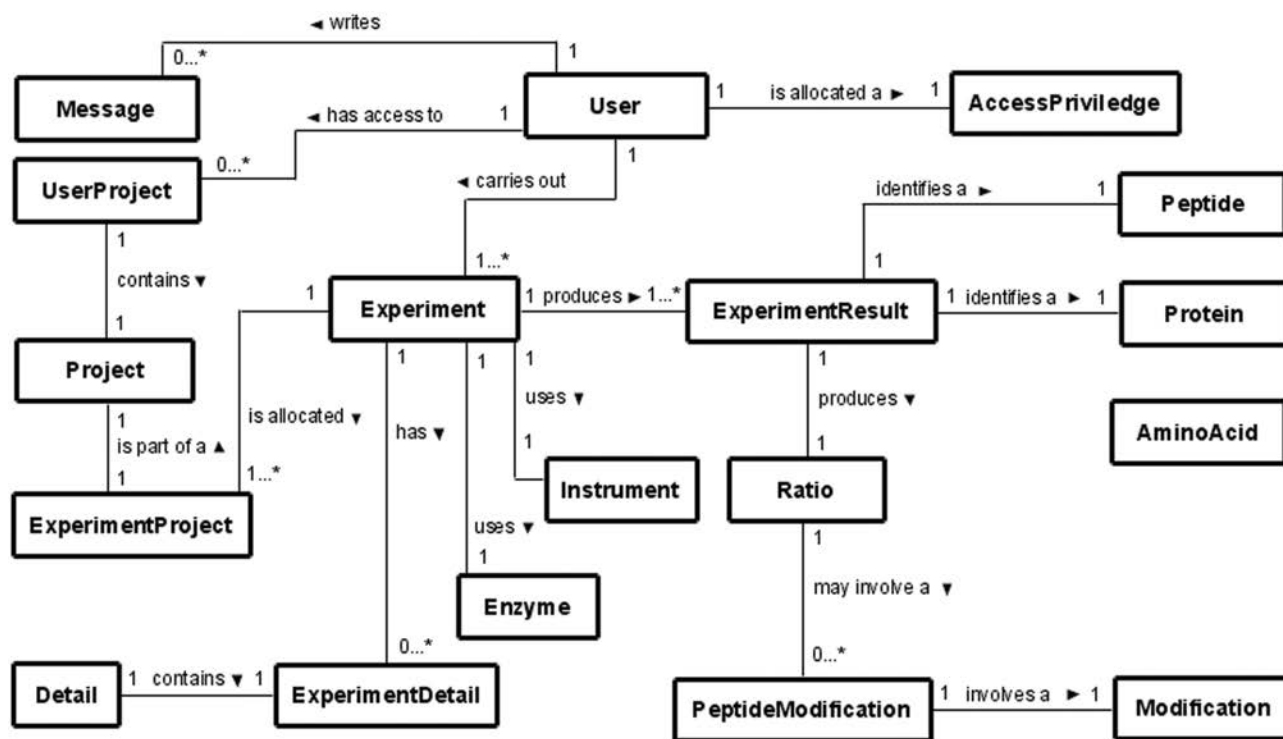 ◄ writes
0...*
1
Message
User
1
is allocated a ►
1
AccessPriviledge
◄ has access to
1
0...*
UserProject
1
◄ carries out
identifies a ►
1
Peptide
1
contains ▼
1...*
1
1
Experiment
1
produces ►
1...*
ExperimentResult
1
identifies a ►
1
Protein
1
Project
1
1
1
1
uses ▼
1
produces ▼
AminoAcid
is part of a ▲
is allocated ▼
has ▼
1
1
1
1...*
ExperimentProject
Instrument
Ratio
uses ▼
1
1
may involve a ▼
Enzyme
0...*
0...*
Detail
1
contains ▼
1
ExperimentDetail
PeptideModification
1
involves a ►
1
Modification